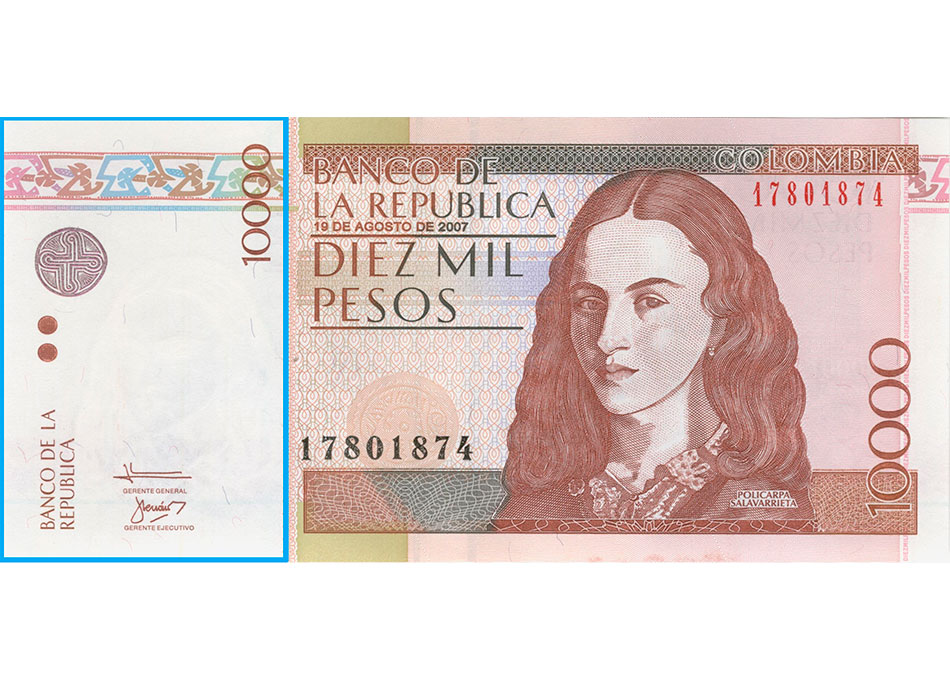 10000
BANCO DE LA
REPUBLICA
GERENTE GENERAL
GERENTE EJECUTIVO
BANCO DE
LA REPUBLICA
19 DE AGOSTO DE 2007
DIEZ MIL
PESOS
COLOMBIA
17801874
17801874
POLICARPA
SALAVARRIETA
10000